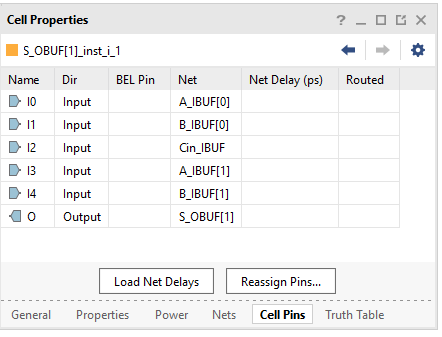 Cell Properties
S_OBUF[1]_inst_i_1
Name Dir BEL Pin Net Net Delay (ps) Routed
I0 Input A_IBUF[0]
I1 Input B_IBUF[0]
I2 Input Cin_IBUF
I3 Input A_IBUF[1]
I4 Input B_IBUF[1]
O Output S_OBUF[1]
Load Net Delays Reassign Pins...
General Properties Power Nets Cell Pins Truth Table